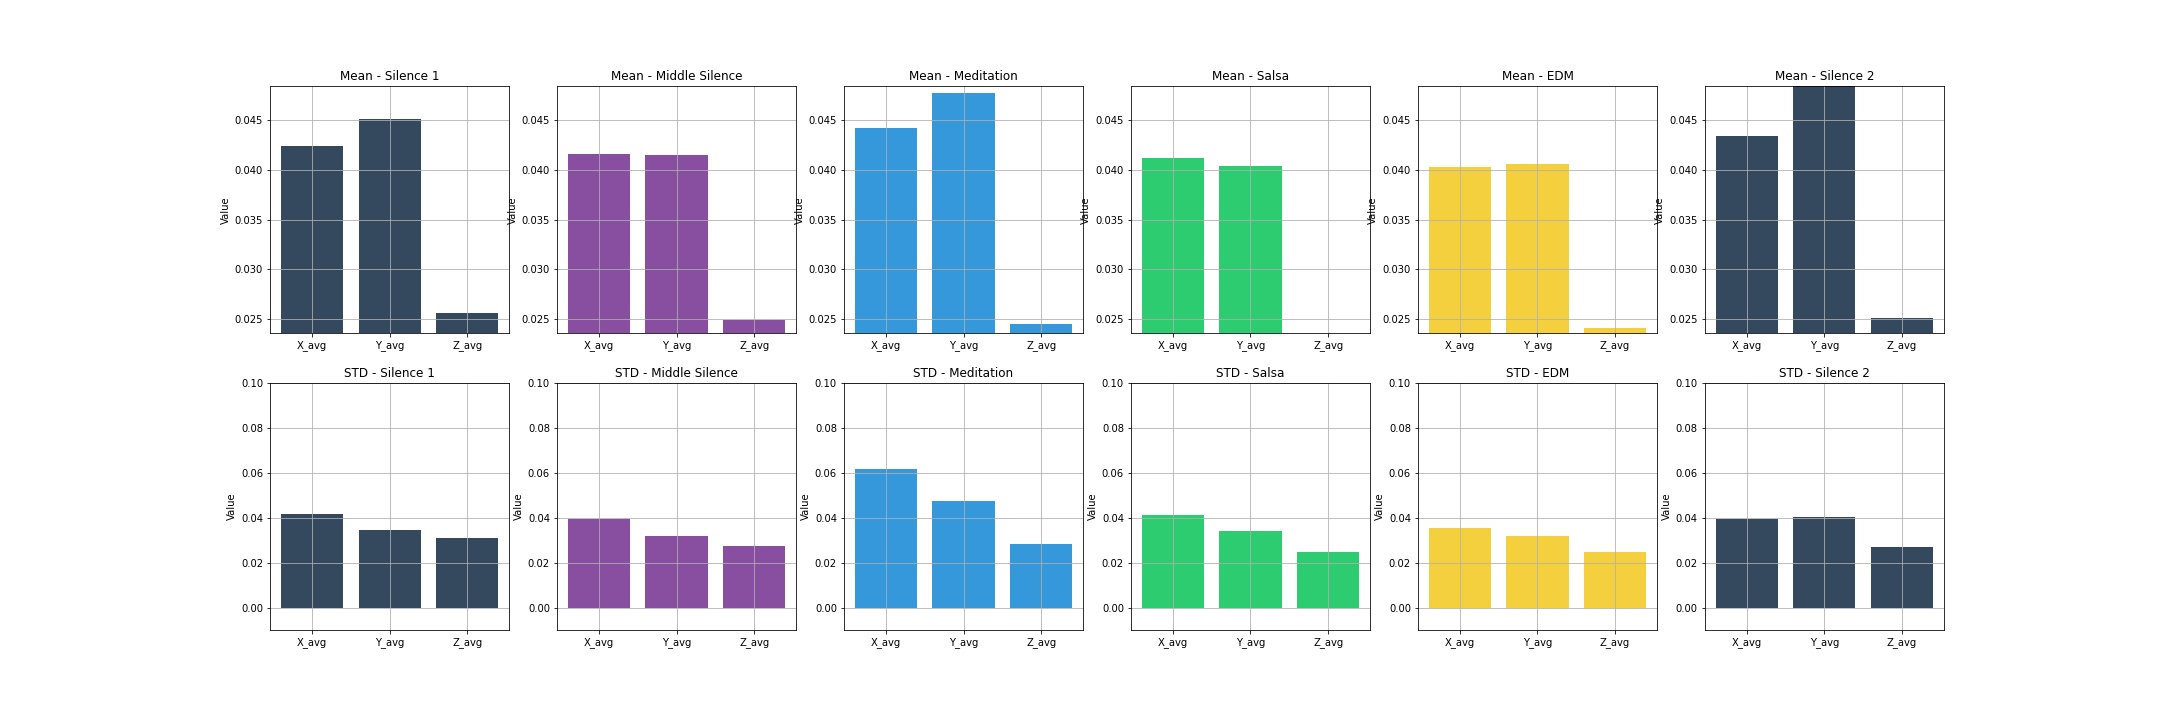 Mean - Silence 1
Mean - Middle Silence
Mean - Meditation
Mean - Salsa
Mean - EDM
Mean - Silence 2
Value
0.045
0.040
0.035
0.030
0.025
X_avg Y_avg Z_avg
Value
0.045
0.040
0.035
0.030
0.025
X_avg Y_avg Z_avg
Value
0.045
0.040
0.035
0.030
0.025
X_avg Y_avg Z_avg
Value
0.045
0.040
0.035
0.030
0.025
X_avg Y_avg Z_avg
Value
0.045
0.040
0.035
0.030
0.025
X_avg Y_avg Z_avg
Value
0.045
0.040
0.035
0.030
0.025
X_avg Y_avg Z_avg
STD - Silence 1
STD - Middle Silence
STD - Meditation
STD - Salsa
STD - EDM
STD - Silence 2
Value
0.10
0.08
0.06
0.04
0.02
0.00
X_avg Y_avg Z_avg
Value
0.10
0.08
0.06
0.04
0.02
0.00
X_avg Y_avg Z_avg
Value
0.10
0.08
0.06
0.04
0.02
0.00
X_avg Y_avg Z_avg
Value
0.10
0.08
0.06
0.04
0.02
0.00
X_avg Y_avg Z_avg
Value
0.10
0.08
0.06
0.04
0.02
0.00
X_avg Y_avg Z_avg
Value
0.10
0.08
0.06
0.04
0.02
0.00
X_avg Y_avg Z_avg